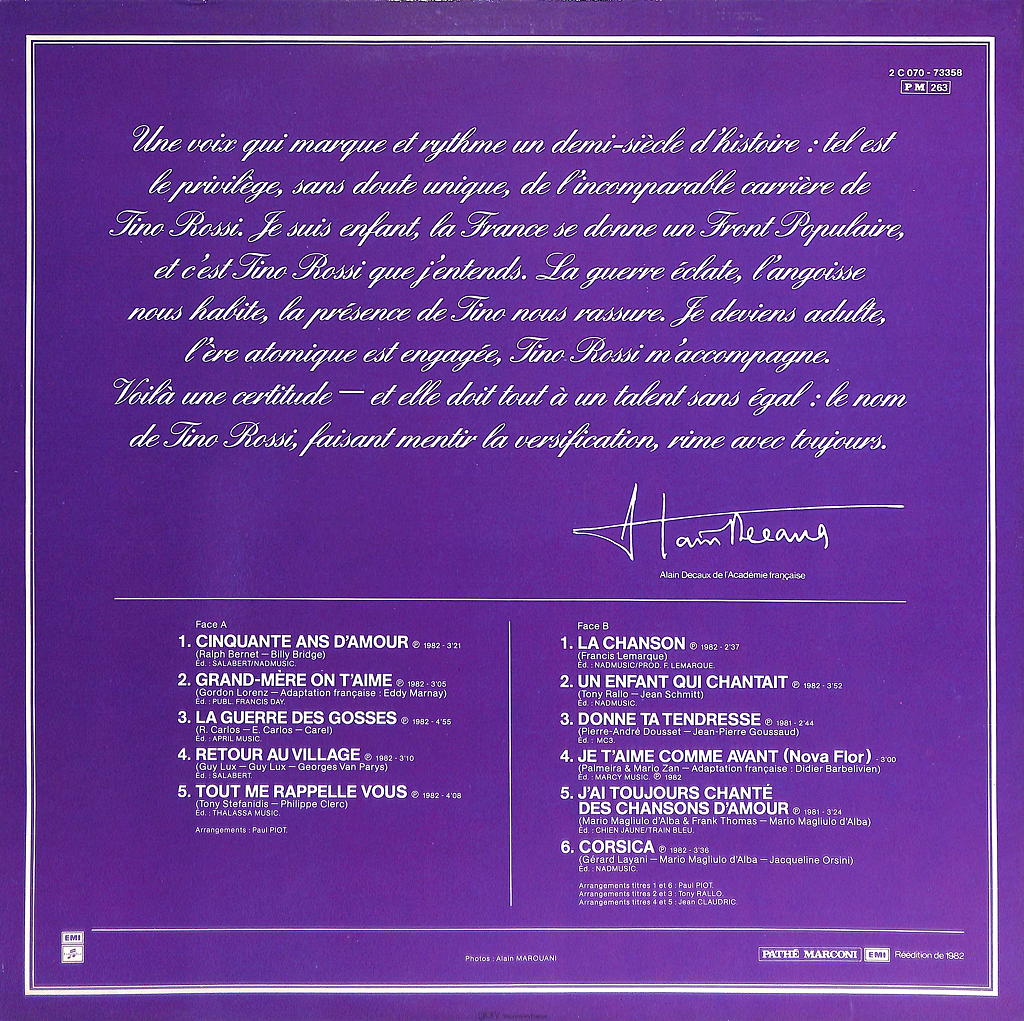 2 C 070 - 73358
PM 263
Une voix qui marque et rythme un demi-siècle d'histoire : tel est
le privilège, sans doute unique, de l'incomparable carrière de
Tino Rossi. Je suis enfant, la France se donne un Front Populaire,
et c'est Tino Rossi que j'entends. La guerre éclate, l'angoisse
nous habite, la présence de Tino nous rassure. Je deviens adulte,
l'ère atomique est engagée, Tino Rossi m'accompagne.
Voilà une certitude — et elle doit tout à un talent sans égal : le nom
de Tino Rossi, faisant mentir la versification, rime avec toujours.
Alain Decaux
Alain Decaux de l'Académie française
Face A
1. CINQUANTE ANS D'AMOUR ℗ 1982 - 3'21
(Ralph Bernet – Billy Bridge)
Éd. : SALABERT/NADMUSIC.
2. GRAND-MÈRE ON T'AIME ℗ 1982 - 3'05
(Gordon Lorenz – Adaptation française : Eddy Marnay)
Éd. : PUBL. FRANCIS DAY.
3. LA GUERRE DES GOSSES ℗ 1982 - 4'55
(R. Carlos – E. Carlos – Carel)
Éd. : APRIL MUSIC.
4. RETOUR AU VILLAGE ℗ 1982 - 3'10
(Guy Lux – Guy Lux – Georges Van Parys)
Éd. : SALABERT.
5. TOUT ME RAPPELLE VOUS ℗ 1982 - 4'08
(Tony Stefanidis – Philippe Clerc)
Éd. : THALASSA MUSIC.
Arrangements : Paul PIOT.
Face B
1. LA CHANSON ℗ 1982 - 2'37
(Francis Lemarque)
Éd. : NADMUSIC/PROD. F. LEMARQUE.
2. UN ENFANT QUI CHANTAIT ℗ 1982 - 3'52
(Tony Rallo – Jean Schmitt)
Éd. : NADMUSIC.
3. DONNE TA TENDRESSE ℗ 1981 - 2'44
(Pierre-André Dousset – Jean-Pierre Goussaud)
Éd. : MC3.
4. JE T'AIME COMME AVANT (Nova Flor) - 3'00
(Palmeira & Mario Zan – Adaptation française : Didier Barbelivien)
Éd. : MARCY MUSIC. ℗ 1982
5. J'AI TOUJOURS CHANTÉ
DES CHANSONS D'AMOUR ℗ 1981 - 3'24
(Mario Magliulo d'Alba & Frank Thomas – Mario Magliulo d'Alba)
Éd. : CHIEN JAUNE/TRAIN BLEU.
6. CORSICA ℗ 1982 - 3'36
(Gérard Layani – Mario Magliulo d'Alba – Jacqueline Orsini)
Éd. : NADMUSIC.
Arrangements titres 1 et 6 : Paul PIOT.
Arrangements titres 2 et 3 : Tony RALLO.
Arrangements titres 4 et 5 : Jean CLAUDRIC.
EMI
Photos : Alain MAROUANI
PATHÉ MARCONI EMI Réédition de 1982